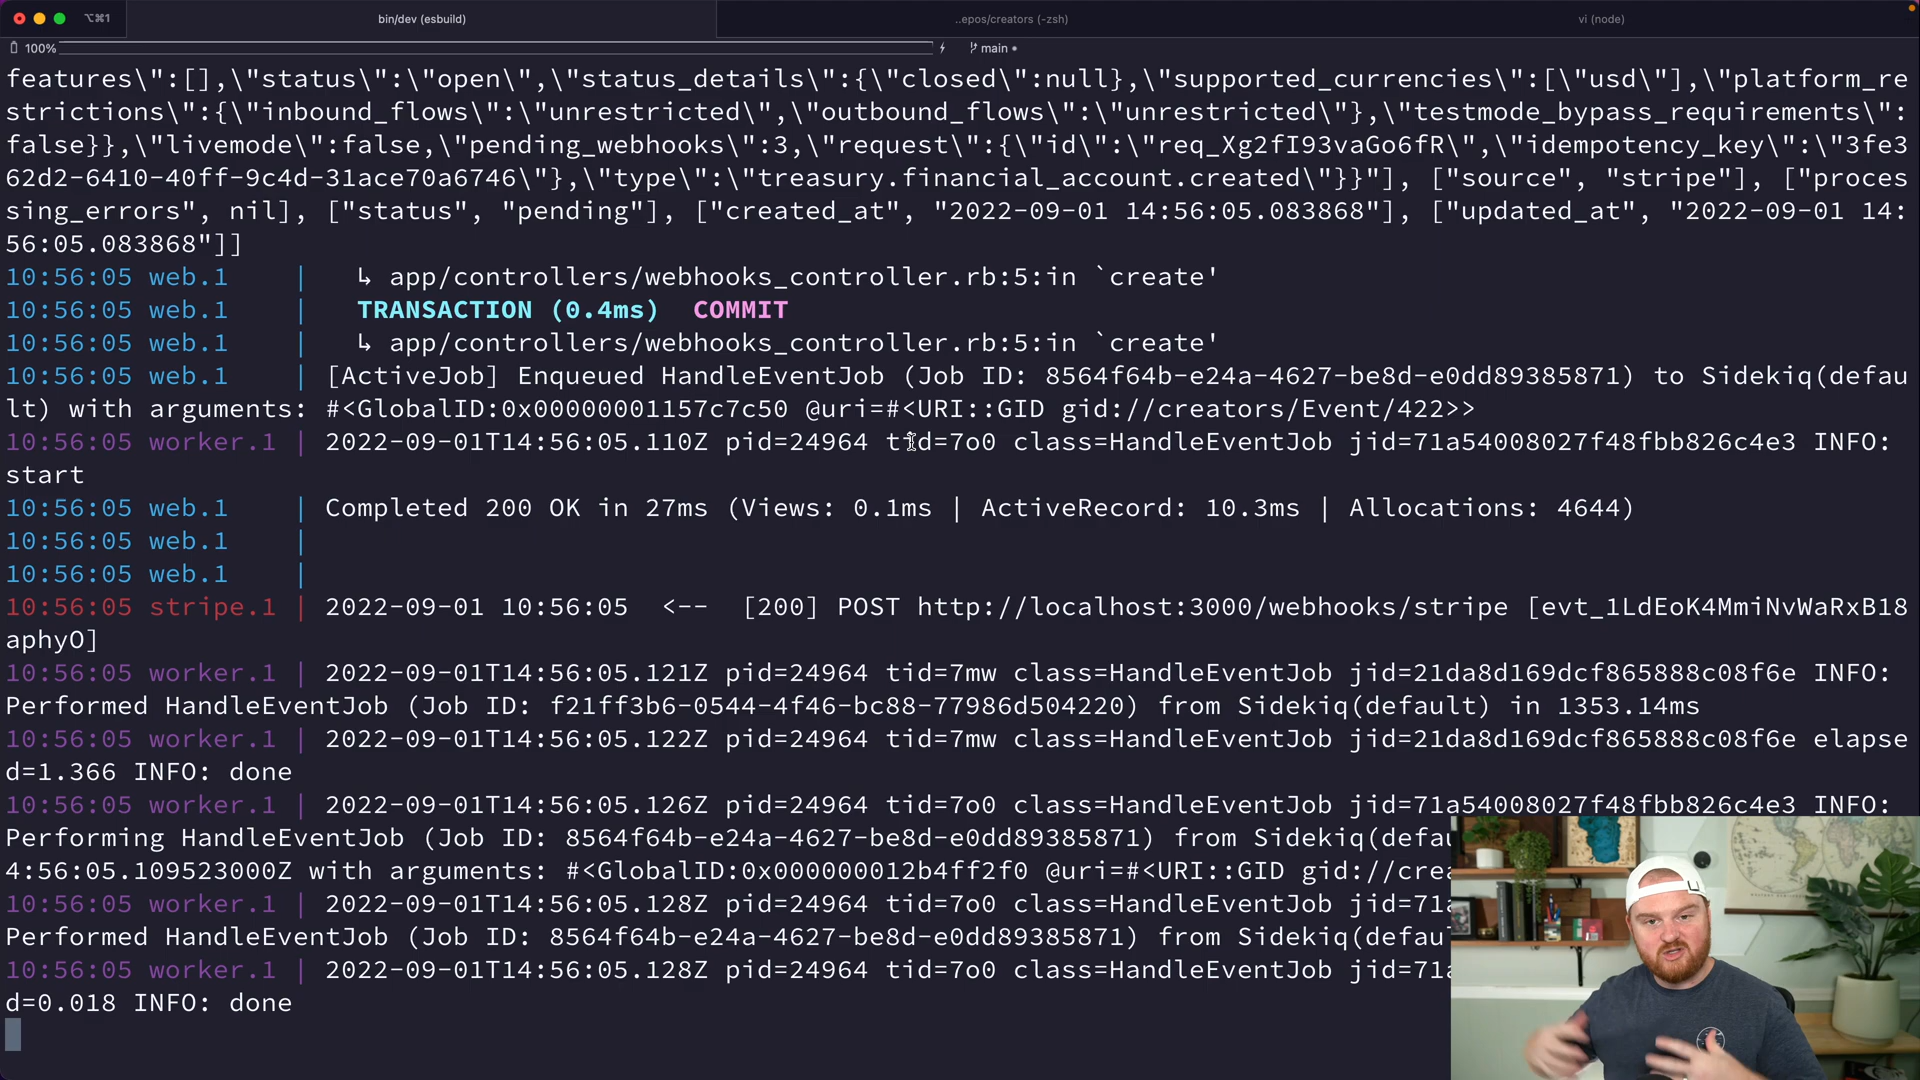 ⌥⌘1
bin/dev (esbuild)
..epos/creators (-zsh)
vi (node)
100%
main
features\":[],\"status\":\"open\",\"status_details\":{\"closed\":null},\"supported_currencies\":[\"usd\"],\"platform_re
strictions\":{\"inbound_flows\":\"unrestricted\",\"outbound_flows\":\"unrestricted\"},\"testmode_bypass_requirements\":
false}},\"livemode\":false,\"pending_webhooks\":3,\"request\":{\"id\":\"req_Xg2fI93vaGo6fR\",\"idempotency_key\":\"3fe3
62d2-6410-40ff-9c4d-31ace70a6746\"},\"type\":\"treasury.financial_account.created\"}}"], ["source", "stripe"], ["proces
sing_errors", nil], ["status", "pending"], ["created_at", "2022-09-01 14:56:05.083868"], ["updated_at", "2022-09-01 14:
56:05.083868"]]
10:56:05 web.1 | ↳ app/controllers/webhooks_controller.rb:5:in `create'
10:56:05 web.1 | TRANSACTION (0.4ms) COMMIT
10:56:05 web.1 | ↳ app/controllers/webhooks_controller.rb:5:in `create'
10:56:05 web.1 | [ActiveJob] Enqueued HandleEventJob (Job ID: 8564f64b-e24a-4627-be8d-e0dd89385871) to Sidekiq(defau
lt) with arguments: #<GlobalID:0x00000001157c7c50 @uri=#<URI::GID gid://creators/Event/422>>
10:56:05 worker.1 | 2022-09-01T14:56:05.110Z pid=24964 tid=7o0 class=HandleEventJob jid=71a54008027f48fbb826c4e3 INFO:
start
10:56:05 web.1 | Completed 200 OK in 27ms (Views: 0.1ms | ActiveRecord: 10.3ms | Allocations: 4644)
10:56:05 web.1 |
10:56:05 web.1 |
10:56:05 stripe.1 | 2022-09-01 10:56:05 <-- [200] POST http://localhost:3000/webhooks/stripe [evt_1LdEoK4MmiNvWaRxB18
aphyO]
10:56:05 worker.1 | 2022-09-01T14:56:05.121Z pid=24964 tid=7mw class=HandleEventJob jid=21da8d169dcf865888c08f6e INFO:
Performed HandleEventJob (Job ID: f21ff3b6-0544-4f46-bc88-77986d504220) from Sidekiq(default) in 1353.14ms
10:56:05 worker.1 | 2022-09-01T14:56:05.122Z pid=24964 tid=7mw class=HandleEventJob jid=21da8d169dcf865888c08f6e elapse
d=1.366 INFO: done
10:56:05 worker.1 | 2022-09-01T14:56:05.126Z pid=24964 tid=7o0 class=HandleEventJob jid=71a54008027f48fbb826c4e3 INFO:
Performing HandleEventJob (Job ID: 8564f64b-e24a-4627-be8d-e0dd89385871) from Sidekiq(defau
4:56:05.109523000Z with arguments: #<GlobalID:0x000000012b4ff2f0 @uri=#<URI::GID gid://crea
10:56:05 worker.1 | 2022-09-01T14:56:05.128Z pid=24964 tid=7o0 class=HandleEventJob jid=71a
Performed HandleEventJob (Job ID: 8564f64b-e24a-4627-be8d-e0dd89385871) from Sidekiq(defau
10:56:05 worker.1 | 2022-09-01T14:56:05.128Z pid=24964 tid=7o0 class=HandleEventJob jid=71a
d=0.018 INFO: done